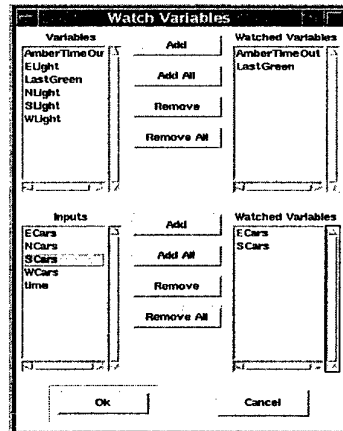 Watch Variables
Variables
Watched Variables
AmberTimeOur
ELight
LastGreen
NLight
SLight
WLight
Add
Add All
Remove
Remove All
AmberTimeOut
LastGreen
Inputs
Watched Variables
ECars
NCars
SCars
WCars
time
Add
Add All
Remove
Remove All
ECars
SCars
Ok
Cancel